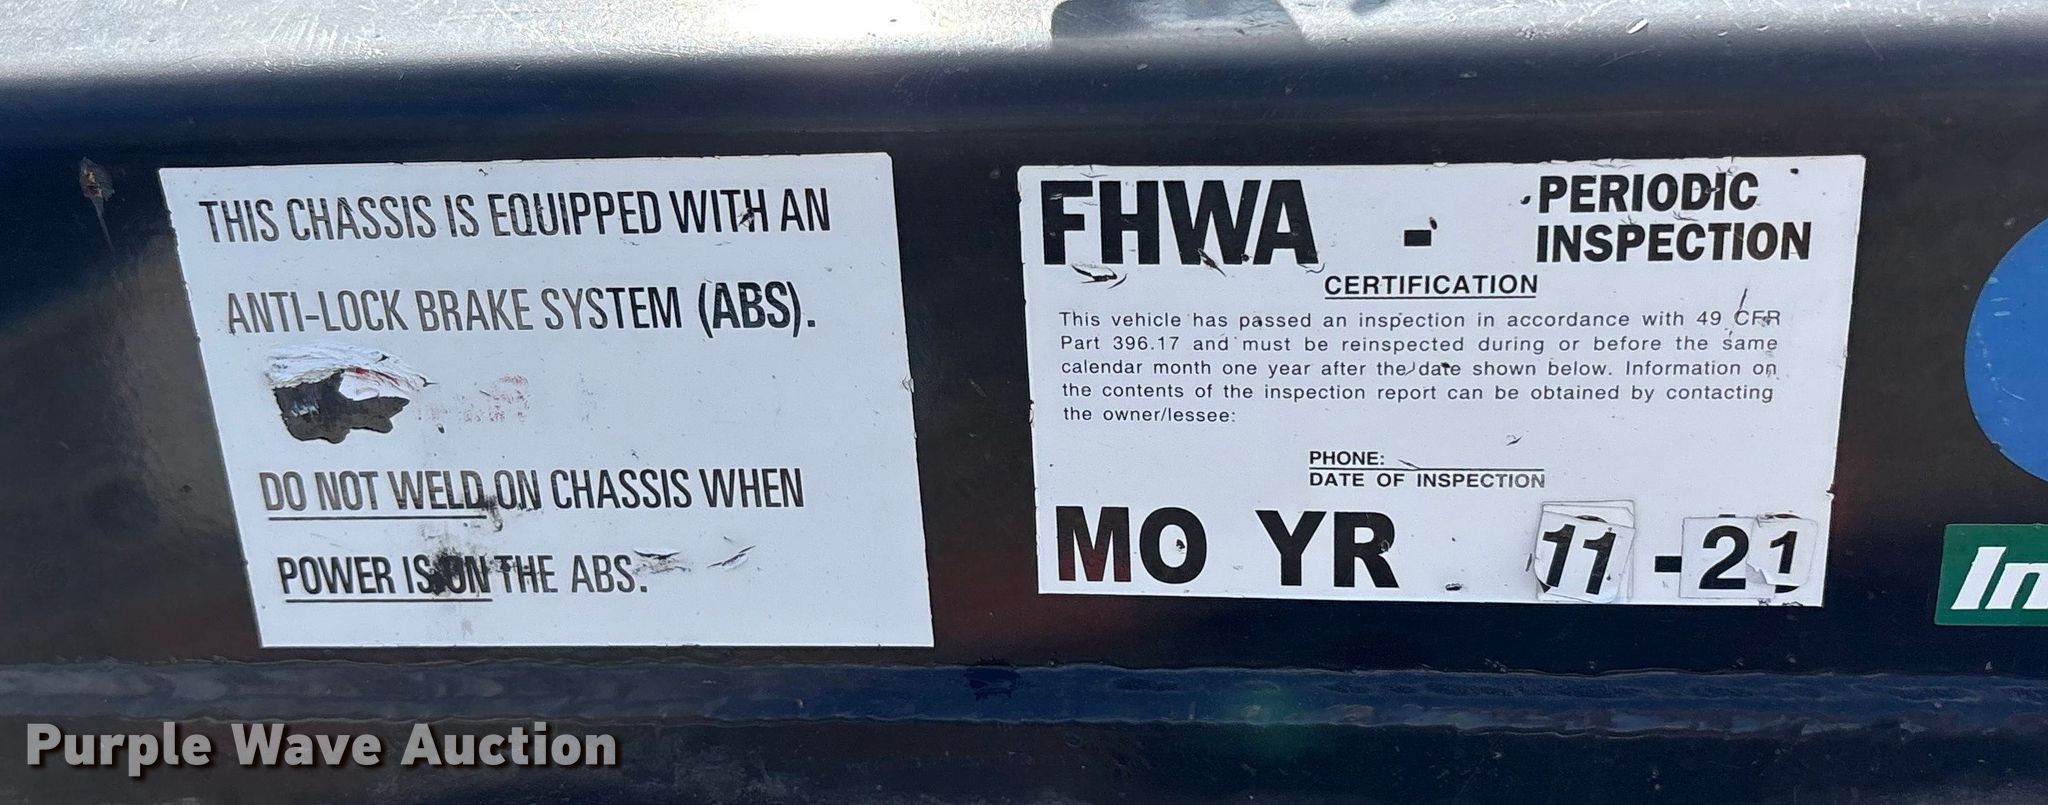 THIS CHASSIS IS EQUIPPED WITH AN
ANTI-LOCK BRAKE SYSTEM (ABS).
DO NOT WELD ON CHASSIS WHEN
POWER IS ON THE ABS.
FHWA - PERIODIC
INSPECTION
CERTIFICATION
This vehicle has passed an inspection in accordance with 49 CFR
Part 396.17 and must be reinspected during or before the same
calendar month one year after the date shown below. Information on
the contents of the inspection report can be obtained by contacting
the owner/lessee:
PHONE:
DATE OF INSPECTION
MO YR 11 - 21
In
Purple Wave Auction